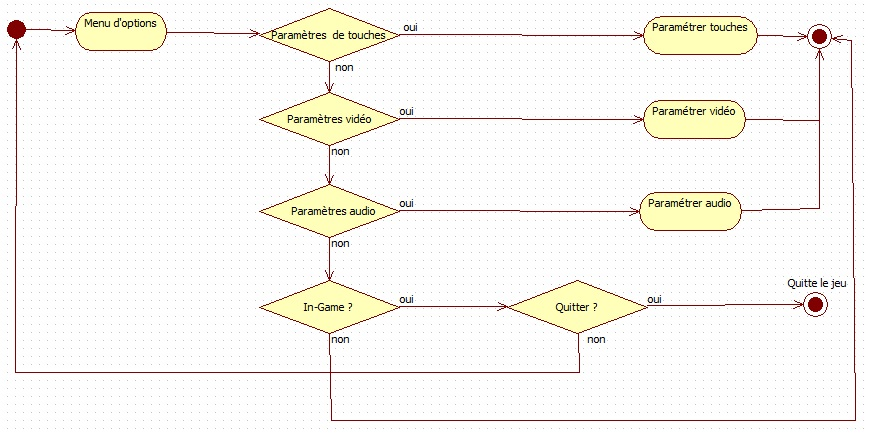 Menu d'options
Paramètres de touches
oui
Paramétrer touches
non
Paramètres vidéo
oui
Paramétrer vidéo
non
Paramètres audio
oui
Paramétrer audio
non
In-Game ?
oui
Quitter ?
oui
Quitte le jeu
non
non